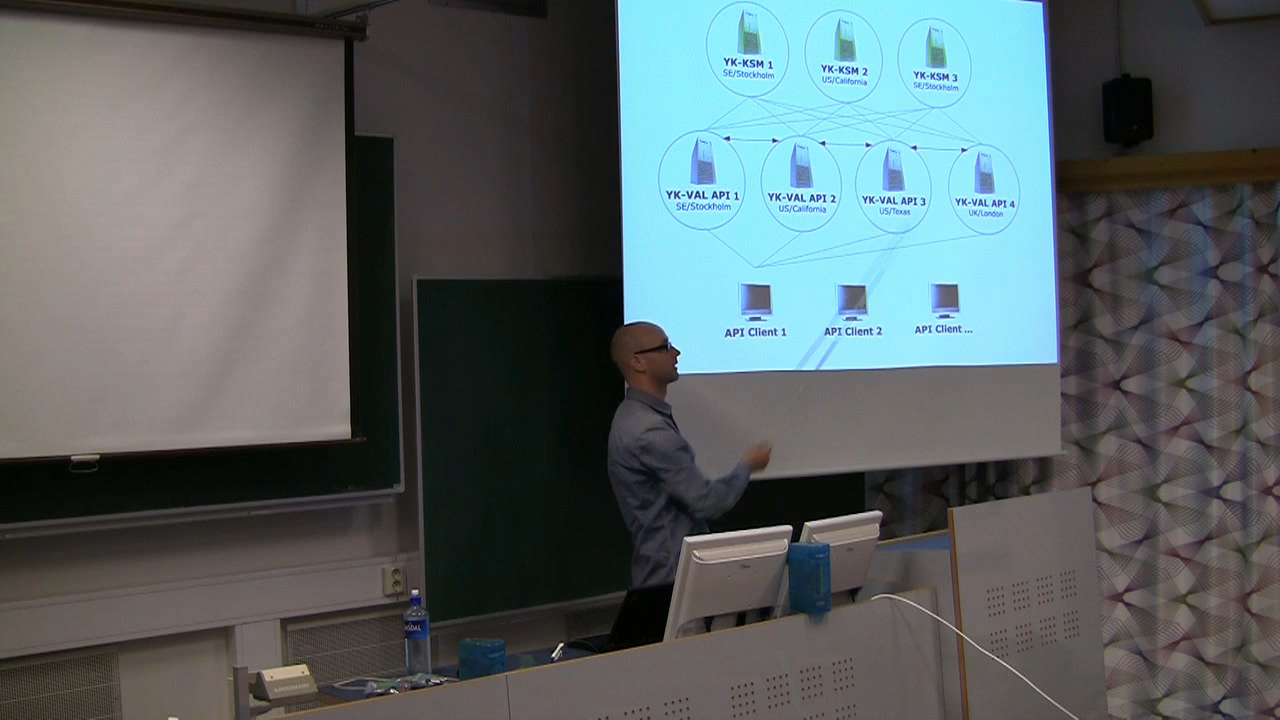 YK-KSM 1
SE/Stockholm
YK-KSM 2
US/California
YK-KSM 3
SE/Stockholm
YK-VAL API 1
SE/Stockholm
YK-VAL API 2
US/California
YK-VAL API 3
US/Texas
YK-VAL API 4
UK/London
API Client 1
API Client 2
API Client ...